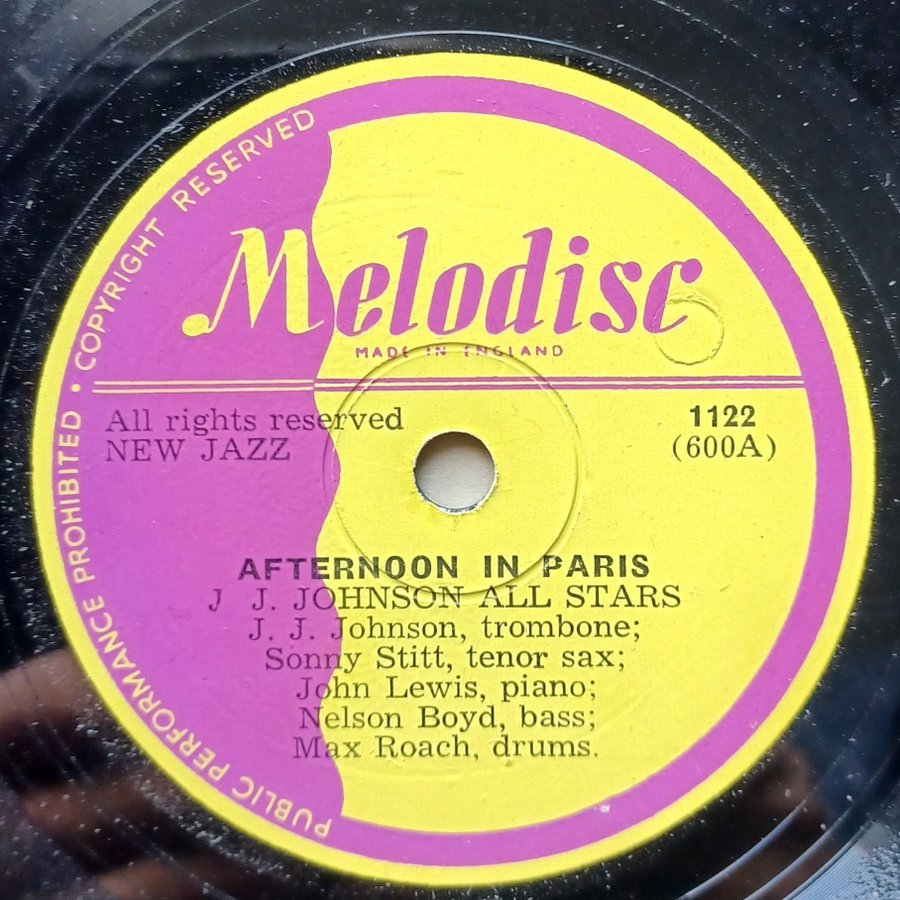 PUBLIC PERFORMANCE PROHIBITED • COPYRIGHT RESERVED
Melodisc
MADE IN ENGLAND
All rights reserved
1122
NEW JAZZ
(600A)
AFTERNOON IN PARIS
J J. JOHNSON ALL STARS
J. J. Johnson, trombone;
Sonny Stitt, tenor sax;
John Lewis, piano;
Nelson Boyd, bass;
Max Roach, drums.